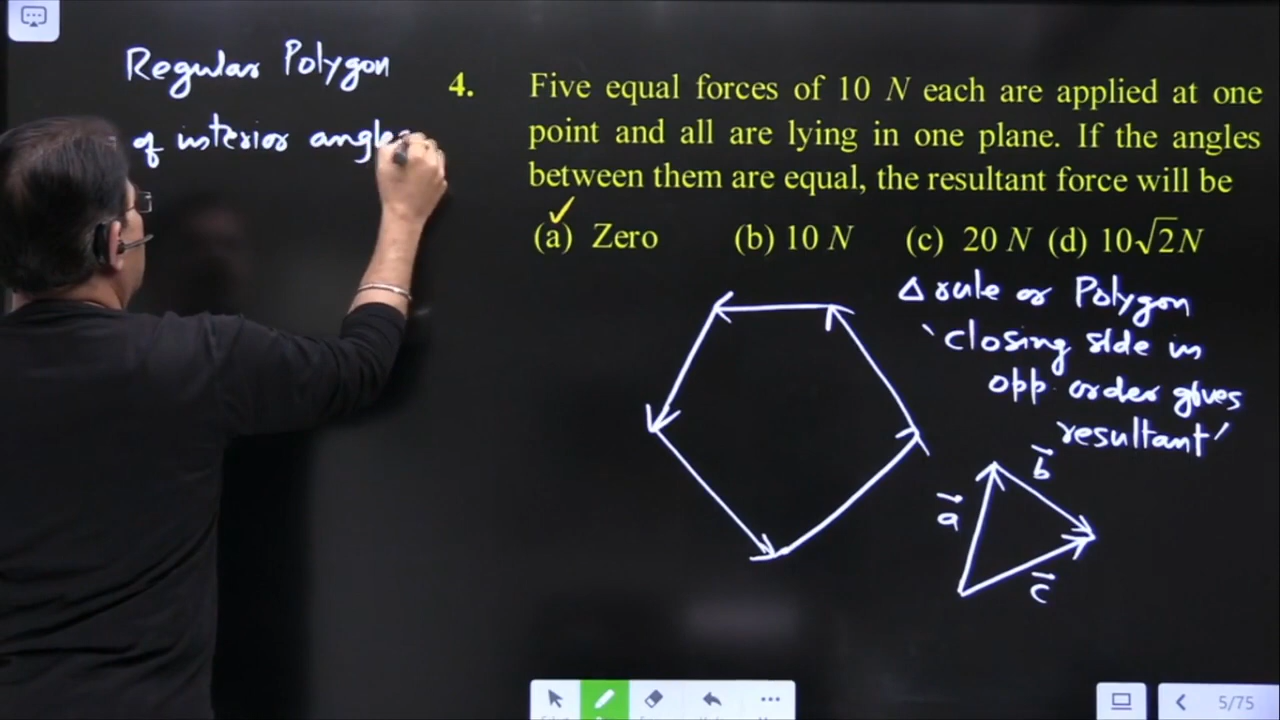 Regular Polygon
of interior angles
4. Five equal forces of 10 N each are applied at one
point and all are lying in one plane. If the angles
between them are equal, the resultant force will be
(a) Zero (b) 10 N (c) 20 N (d) 10√2N
✓
Δ rule or Polygon
'closing side in
opp. order gives
resultant'
a⃗
b⃗
c⃗
5/75